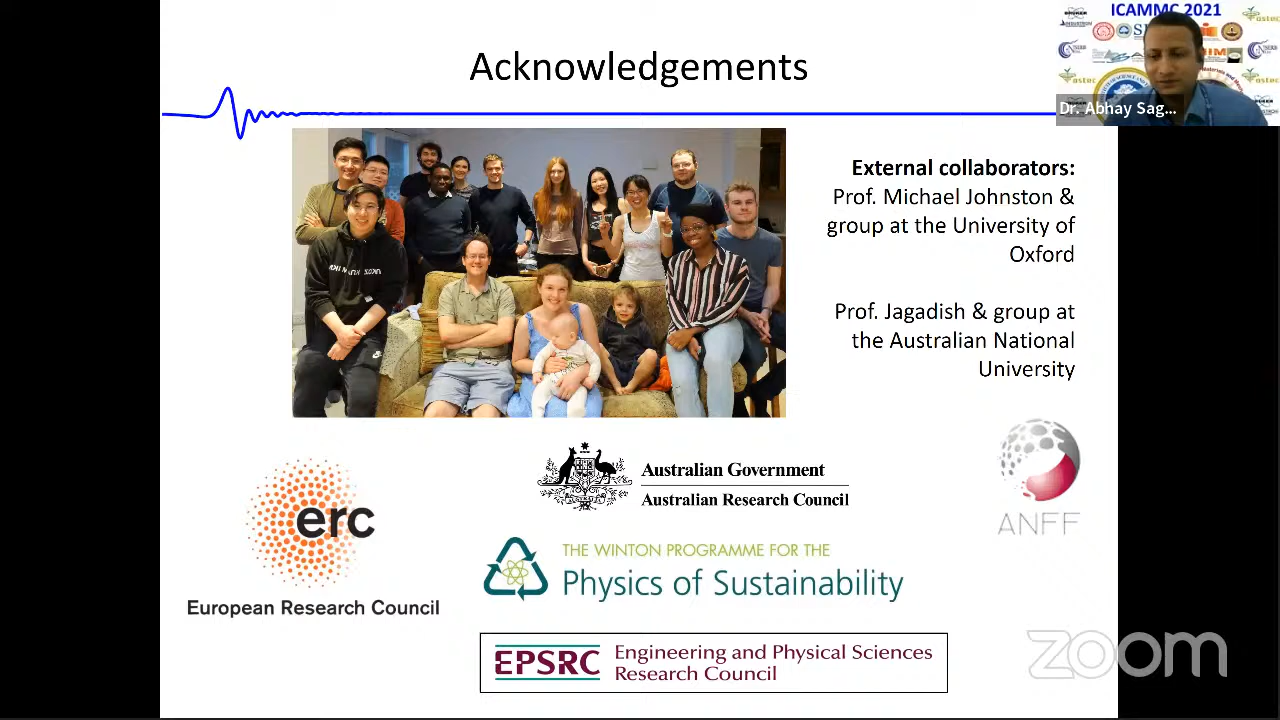 Acknowledgements
ICAMMC 2021
Dr. Abhay Sag...
External collaborators:
Prof. Michael Johnston &
group at the University of
Oxford
Prof. Jagadish & group at
the Australian National
University
erc
European Research Council
Australian Government
Australian Research Council
ANFF
THE WINTON PROGRAMME FOR THE
Physics of Sustainability
EPSRC
Engineering and Physical Sciences
Research Council
zoom